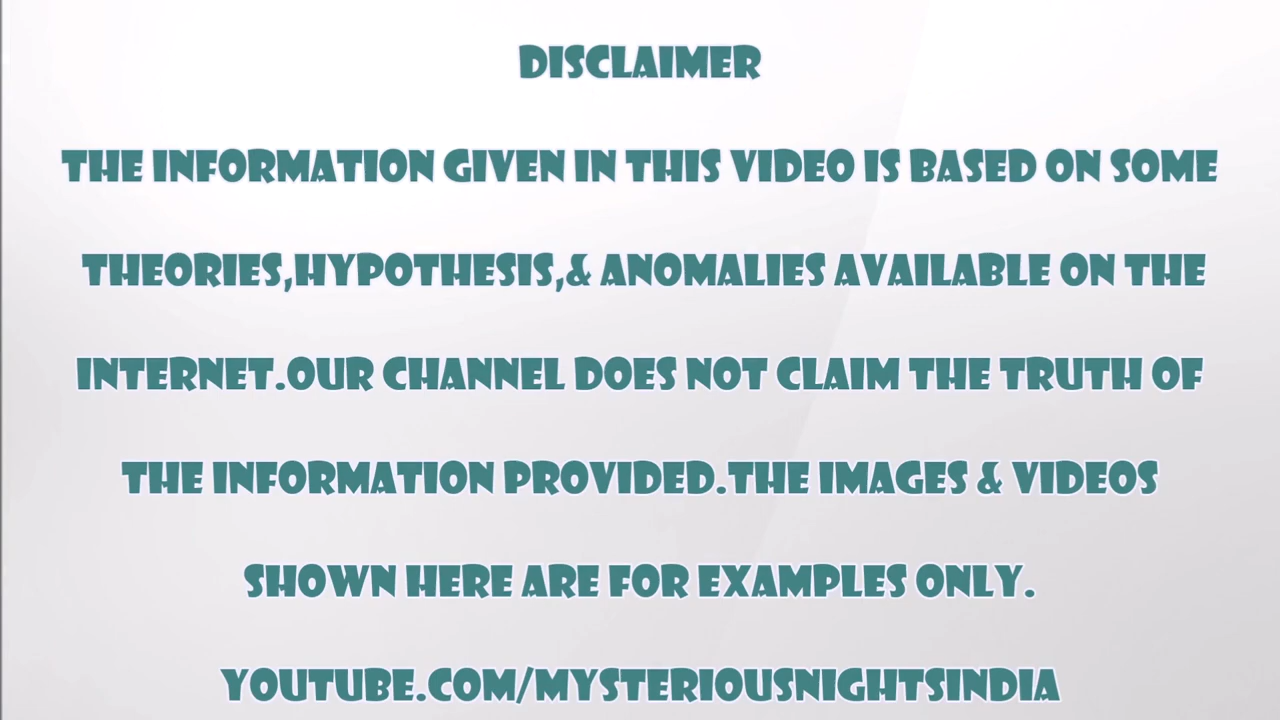 DISCLAIMER
THE INFORMATION GIVEN IN THIS VIDEO IS BASED ON SOME
THEORIES,HYPOTHESIS,& ANOMALIES AVAILABLE ON THE
INTERNET.OUR CHANNEL DOES NOT CLAIM THE TRUTH OF
THE INFORMATION PROVIDED.THE IMAGES & VIDEOS
SHOWN HERE ARE FOR EXAMPLES ONLY.
YOUTUBE.COM/MYSTERIOUSNIGHTSINDIA